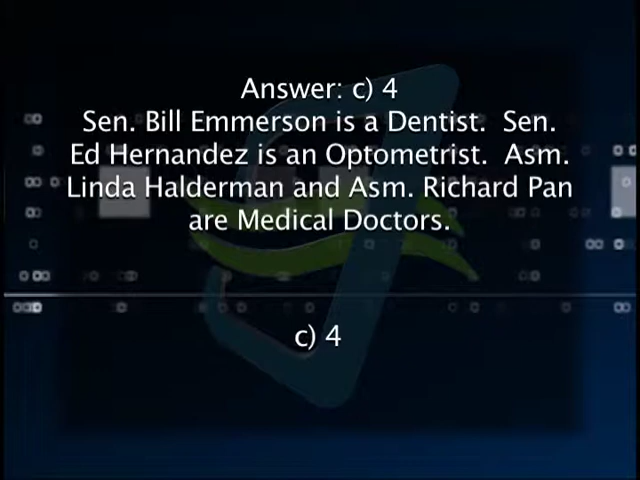 Answer: c) 4
Sen. Bill Emmerson is a Dentist.  Sen.
Ed Hernandez is an Optometrist.  Asm.
Linda Halderman and Asm. Richard Pan
are Medical Doctors.
c) 4